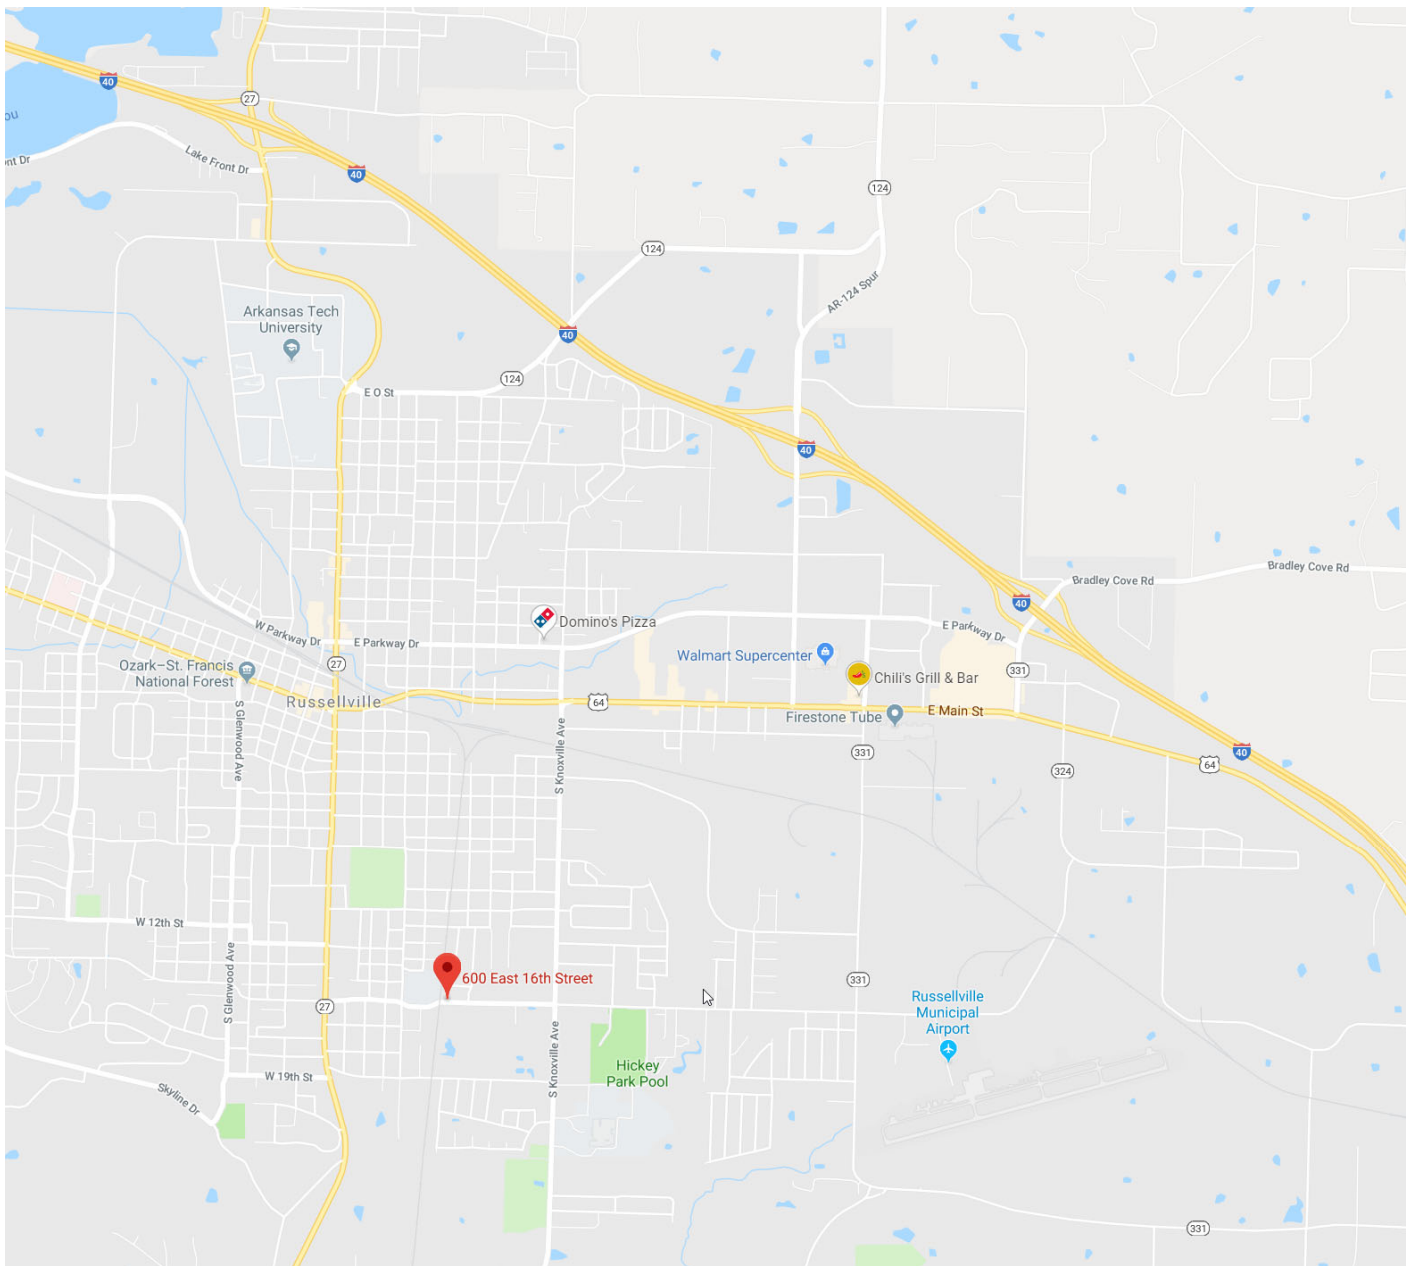 40
27
ou
nt Dr
Lake Front Dr
40
124
124
AR-124 Spur
Arkansas Tech
University
40
124
E O St
40
Bradley Cove Rd
Bradley Cove Rd
40
W Parkway Dr
E Parkway Dr
Domino's Pizza
E Parkway Dr
Ozark–St. Francis
National Forest
27
Walmart Supercenter
331
Chili's Grill & Bar
Russellville
64
Firestone Tube
E Main St
S Glenwood Ave
S Knoxville Ave
331
324
64
40
W 12th St
S Glenwood Ave
600 East 16th Street
331
27
Russellville
Municipal
Airport
S Knoxville Ave
Hickey
Park Pool
W 19th St
Skyline Dr
331